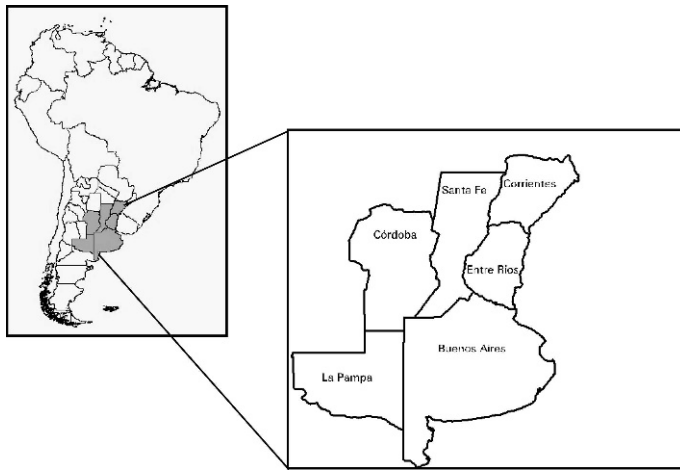 Santa Fe
Corrientes
Córdoba
Entre Ríos
Buenos Aires
La Pampa